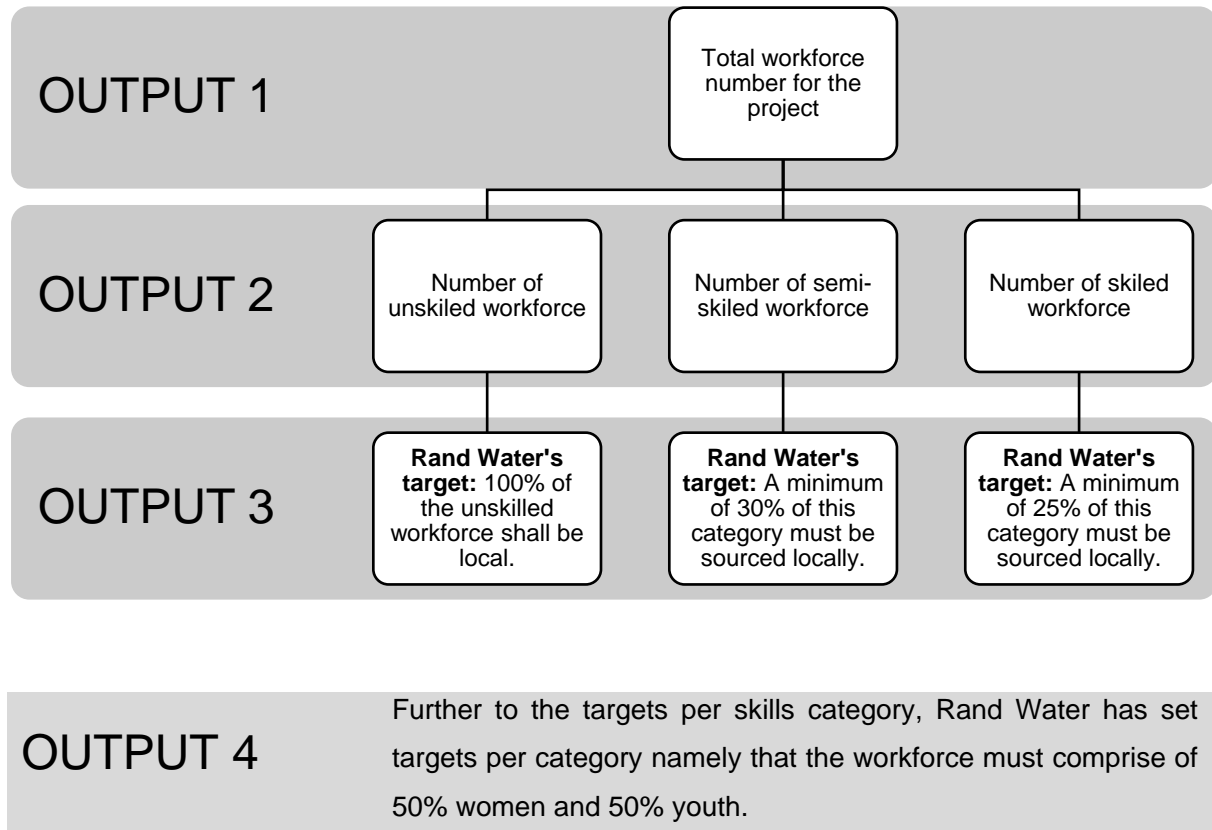 OUTPUT 1
Total workforce
number for the
project
OUTPUT 2
Number of
unskiled workforce
Number of semi-
skiled workforce
Number of skiled
workforce
OUTPUT 3
Rand Water's
target: 100% of
the unskilled
workforce shall be
local.
Rand Water's
target: A minimum
of 30% of this
category must be
sourced locally.
Rand Water's
target: A minimum
of 25% of this
category must be
sourced locally.
OUTPUT 4
Further to the targets per skills category, Rand Water has set
targets per category namely that the workforce must comprise of
50% women and 50% youth.